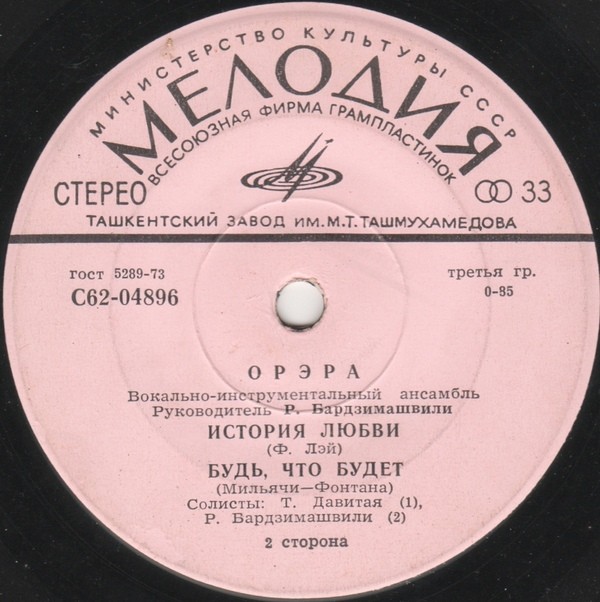 МИНИСТЕРСТВО КУЛЬТУРЫ СССР
МЕЛОДИЯ
ВСЕСОЮЗНАЯ ФИРМА ГРАМПЛАСТИНОК
СТЕРЕО 33
ТАШКЕНТСКИЙ ЗАВОД ИМ. М.Т. ТАШМУХАМЕДОВА
гост 5289-73 третья гр.
С62-04896 0-85
ОРЭРА
Вокально-инструментальный ансамбль
Руководитель Р. Бардзимашвили
ИСТОРИЯ ЛЮБВИ
(Ф. Лэй)
БУДЬ, ЧТО БУДЕТ
(Мильячи—Фонтана)
Солисты: Т. Давитая (1),
Р. Бардзимашвили (2)
2 сторона